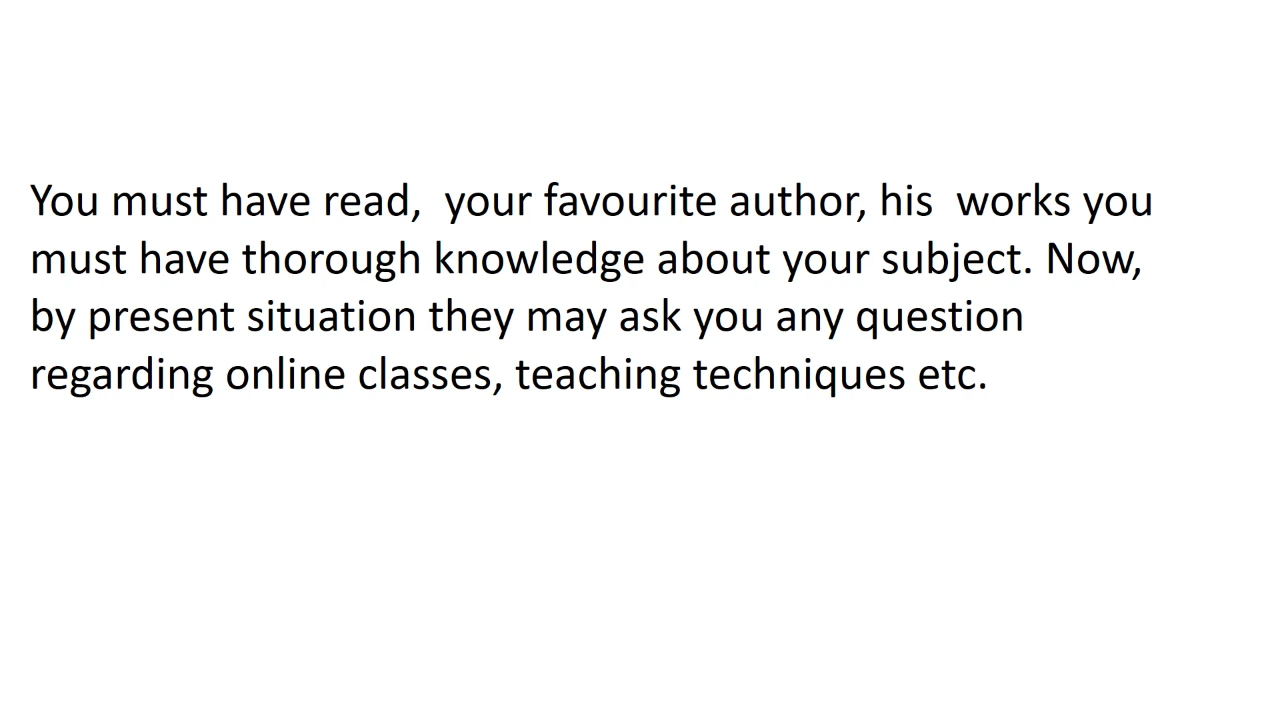 You must have read,  your favourite author, his  works you
must have thorough knowledge about your subject. Now,
by present situation they may ask you any question
regarding online classes, teaching techniques etc.